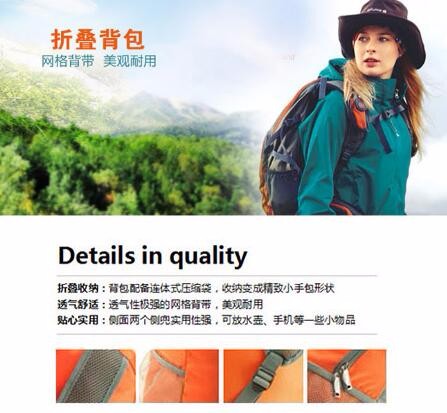 折叠背包
网格背带 美观耐用
Details in quality
折叠收纳：背包配备连体式压缩袋，收纳变成精致小手包形状
透气舒适：透气性极强的网格背带，美观耐用
贴心实用：侧面两个侧兜实用性强，可放水壶、手机等一些小物品